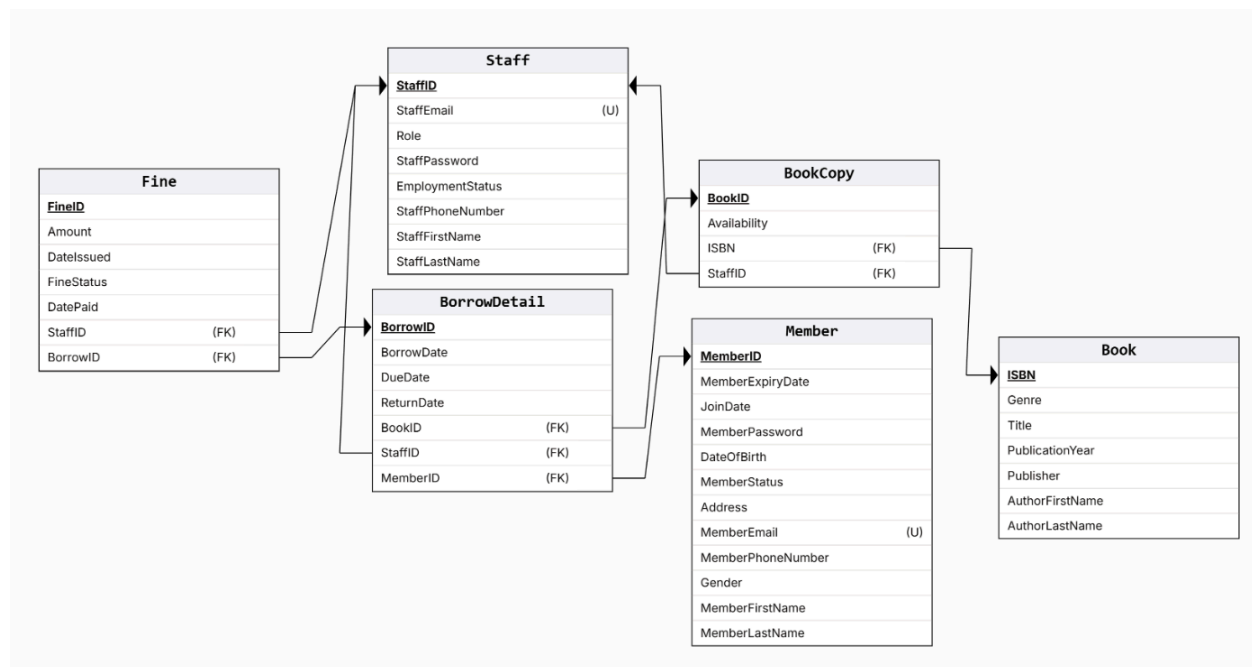 Staff
StaffID
StaffEmail (U)
Role
StaffPassword
EmploymentStatus
StaffPhoneNumber
StaffFirstName
StaffLastName
Fine
FineID
Amount
DateIssued
FineStatus
DatePaid
StaffID (FK)
BorrowID (FK)
BorrowDetail
BorrowID
BorrowDate
DueDate
ReturnDate
BookID (FK)
StaffID (FK)
MemberID (FK)
BookCopy
BookID
Availability
ISBN (FK)
StaffID (FK)
Member
MemberID
MemberExpiryDate
JoinDate
MemberPassword
DateOfBirth
MemberStatus
Address
MemberEmail (U)
MemberPhoneNumber
Gender
MemberFirstName
MemberLastName
Book
ISBN
Genre
Title
PublicationYear
Publisher
AuthorFirstName
AuthorLastName